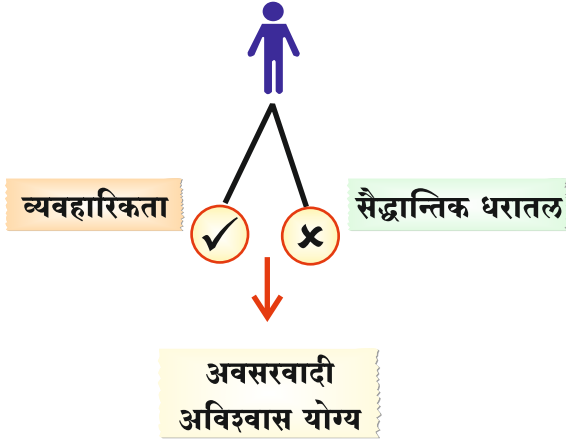 व्यवहारिकता
सैद्धान्तिक धरातल
अवसरवादी
अविश्वास योग्य